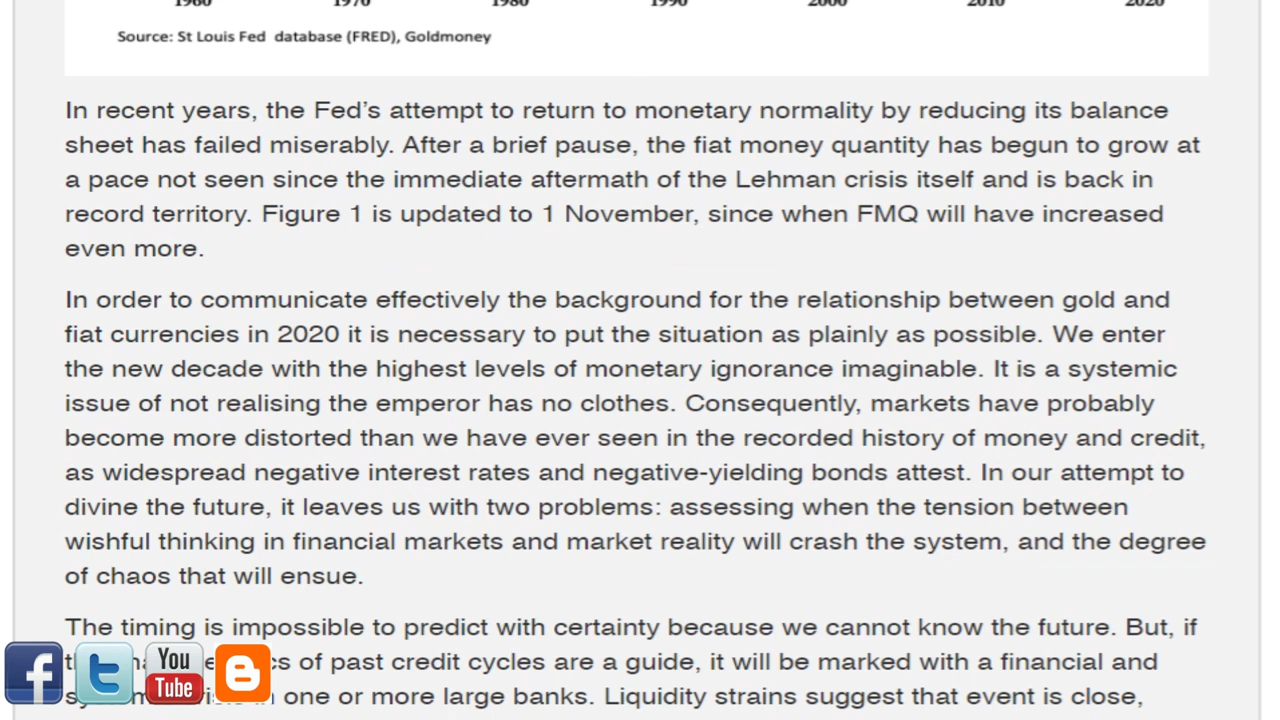 1960 1970 1980 1990 2000 2010 2020
Source: St Louis Fed database (FRED), Goldmoney
In recent years, the Fed's attempt to return to monetary normality by reducing its balance
sheet has failed miserably. After a brief pause, the fiat money quantity has begun to grow at
a pace not seen since the immediate aftermath of the Lehman crisis itself and is back in
record territory. Figure 1 is updated to 1 November, since when FMQ will have increased
even more.
In order to communicate effectively the background for the relationship between gold and
fiat currencies in 2020 it is necessary to put the situation as plainly as possible. We enter
the new decade with the highest levels of monetary ignorance imaginable. It is a systemic
issue of not realising the emperor has no clothes. Consequently, markets have probably
become more distorted than we have ever seen in the recorded history of money and credit,
as widespread negative interest rates and negative-yielding bonds attest. In our attempt to
divine the future, it leaves us with two problems: assessing when the tension between
wishful thinking in financial markets and market reality will crash the system, and the degree
of chaos that will ensue.
The timing is impossible to predict with certainty because we cannot know the future. But, if
of past credit cycles are a guide, it will be marked with a financial and
one or more large banks. Liquidity strains suggest that event is close,
f t You Tube B